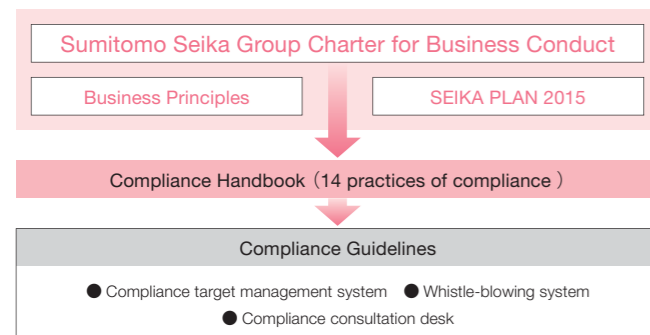 Sumitomo Seika Group Charter for Business Conduct
Business Principles
SEIKA PLAN 2015
Compliance Handbook（14 practices of compliance ）
Compliance Guidelines
● Compliance target management system ● Whistle-blowing system
● Compliance consultation desk